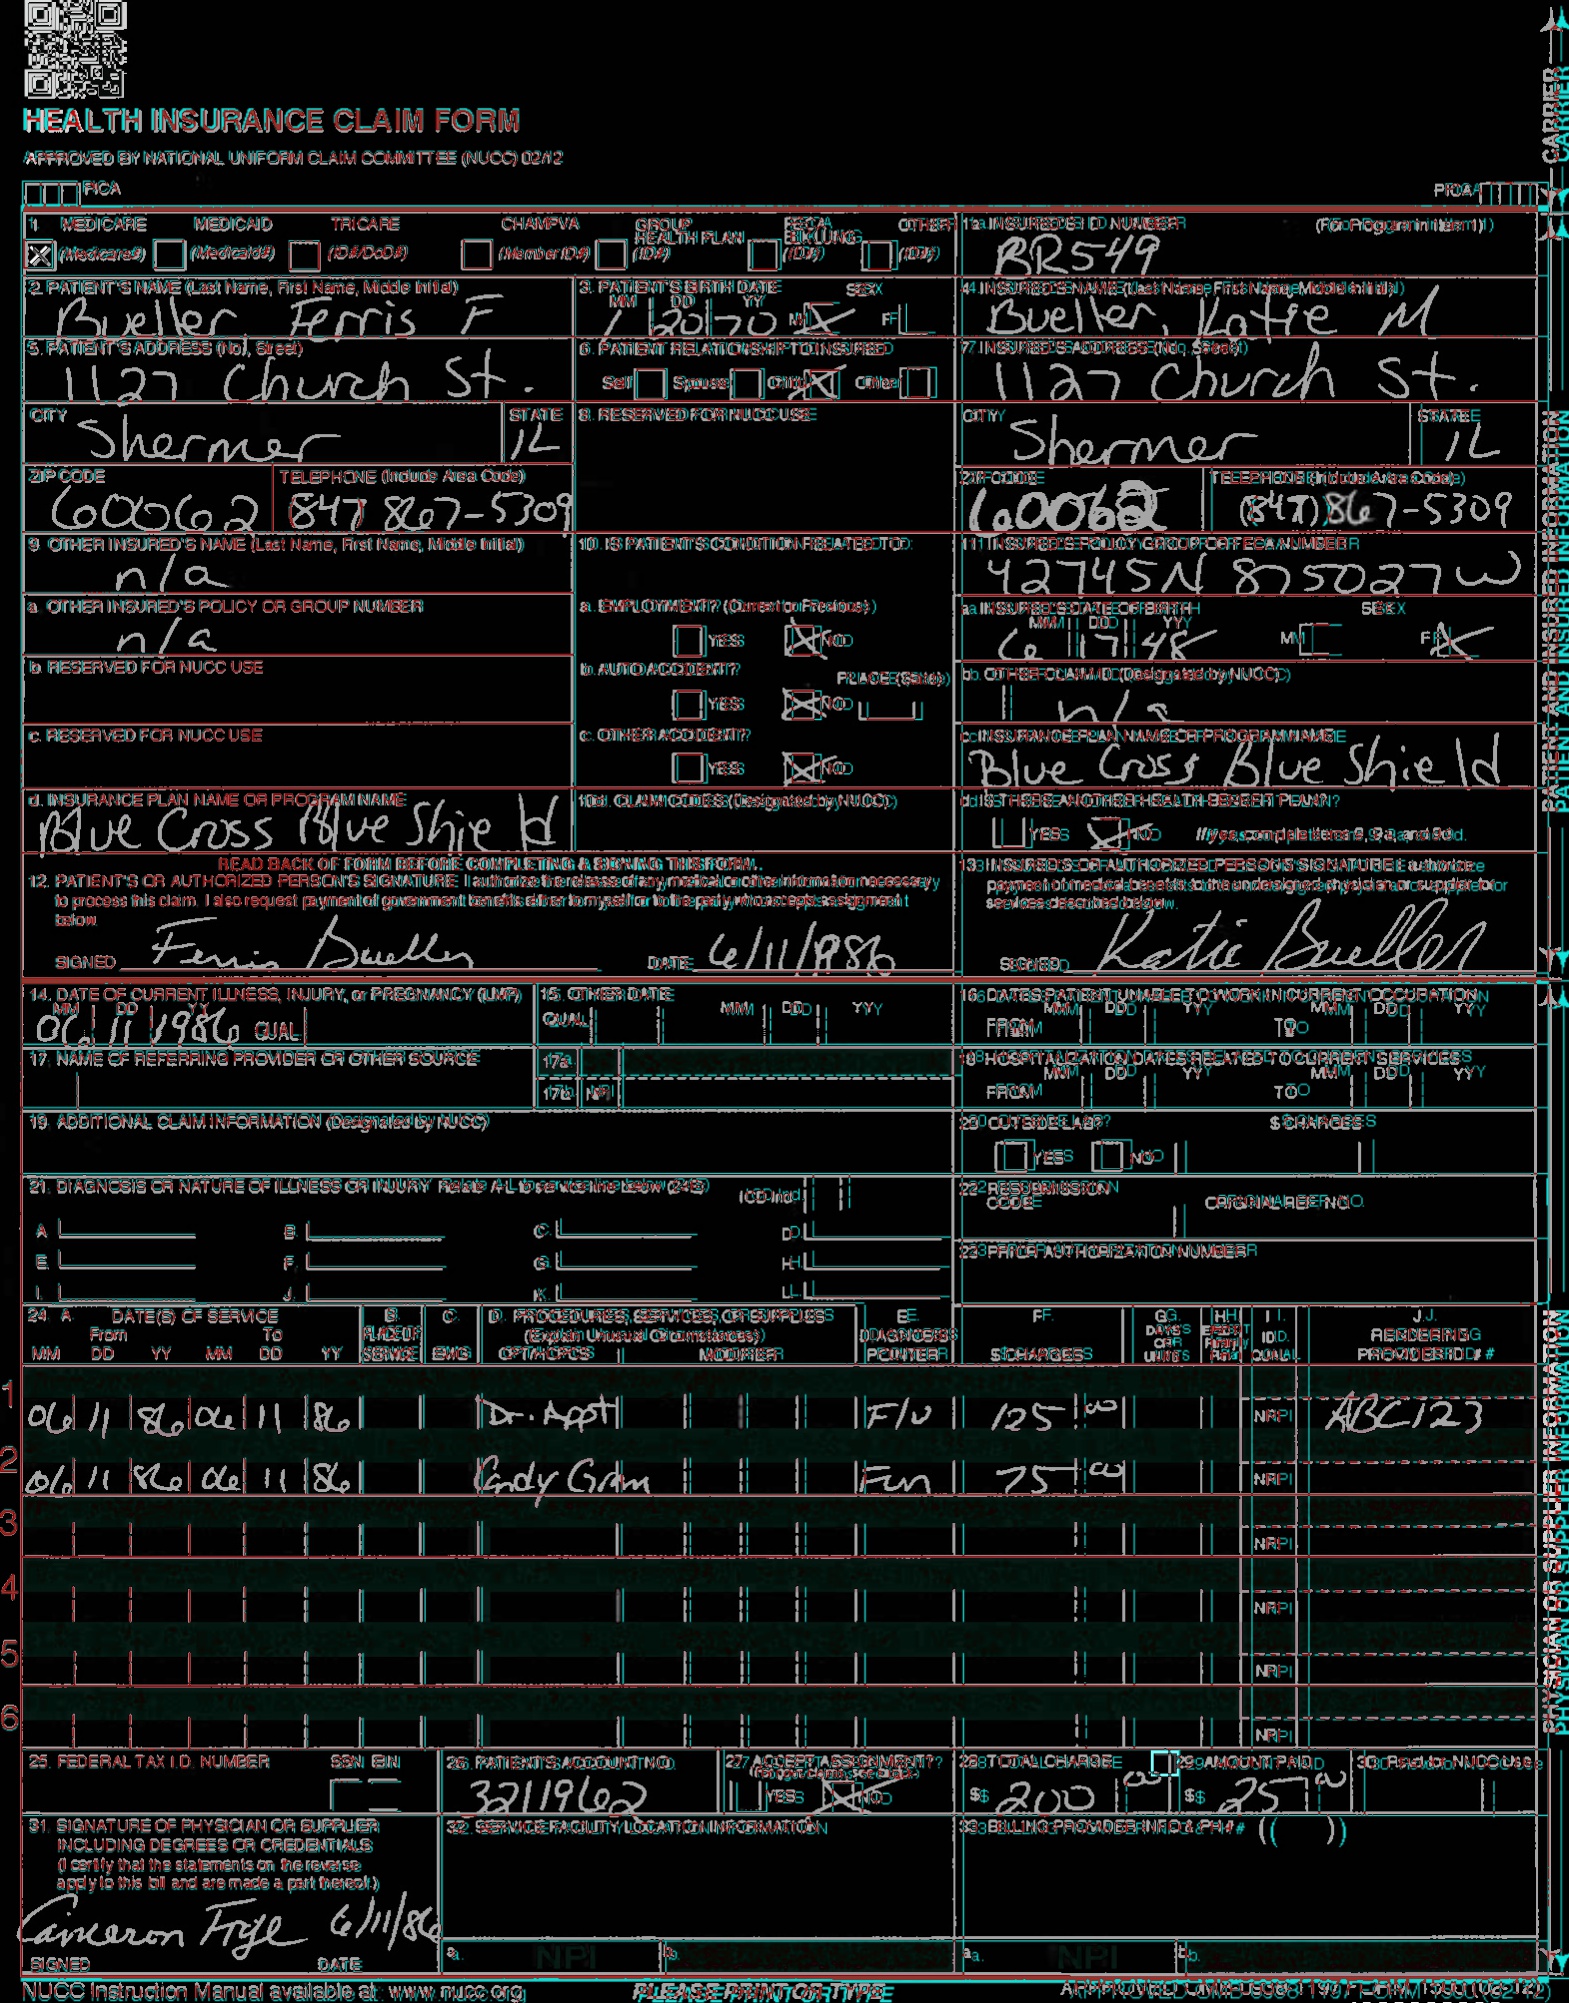 HEALTH INSURANCE CLAIM FORM
APPROVED BY NATIONAL UNIFORM CLAIM COMMITTEE (NUCC) 02/12
PICA PICA
CARRIER
1. MEDICARE MEDICAID TRICARE CHAMPVA GROUP HEALTH PLAN FECA BLK LUNG OTHER
(Medicare#) (Medicaid#) (ID#/DoD#) (Member ID#) (ID#) (ID#) (ID#)
1a. INSURED'S I.D. NUMBER (For Program in Item 1)
BR549
2. PATIENT'S NAME (Last Name, First Name, Middle Initial)
Bueller, Ferris F
3. PATIENT'S BIRTH DATE SEX
MM DD YY
1 20 70 M X F
4. INSURED'S NAME (Last Name, First Name, Middle Initial)
Bueller, Katie M
5. PATIENT'S ADDRESS (No., Street)
1127 Church St.
6. PATIENT RELATIONSHIP TO INSURED
Self Spouse Child X Other
7. INSURED'S ADDRESS (No., Street)
1127 Church St.
CITY STATE
Shermer IL
8. RESERVED FOR NUCC USE
CITY STATE
Shermer IL
ZIP CODE TELEPHONE (Include Area Code)
60062 (847) 867-5309
ZIP CODE TELEPHONE (Include Area Code)
60062 (847) 867-5309
9. OTHER INSURED'S NAME (Last Name, First Name, Middle Initial)
n/a
10. IS PATIENT'S CONDITION RELATED TO:
11. INSURED'S POLICY GROUP OR FECA NUMBER
42745N 875027W
a. OTHER INSURED'S POLICY OR GROUP NUMBER
n/a
a. EMPLOYMENT? (Current or Previous)
YES X NO
a. INSURED'S DATE OF BIRTH SEX
MM DD YY
6 17 48 M F X
b. RESERVED FOR NUCC USE
b. AUTO ACCIDENT? PLACE (State)
YES X NO
b. OTHER CLAIM ID (Designated by NUCC)
n/a
c. RESERVED FOR NUCC USE
c. OTHER ACCIDENT?
YES X NO
c. INSURANCE PLAN NAME OR PROGRAM NAME
Blue Cross Blue Shield
d. INSURANCE PLAN NAME OR PROGRAM NAME
Blue Cross Blue Shield
10d. CLAIM CODES (Designated by NUCC)
d. IS THERE ANOTHER HEALTH BENEFIT PLAN?
YES X NO If yes, complete items 9, 9a, and 9d.
READ BACK OF FORM BEFORE COMPLETING & SIGNING THIS FORM.
12. PATIENT'S OR AUTHORIZED PERSON'S SIGNATURE I authorize the release of any medical or other information necessary
to process this claim. I also request payment of government benefits either to myself or to the party who accepts assignment
below.
SIGNED Ferris Bueller DATE 6/11/1986
13. INSURED'S OR AUTHORIZED PERSON'S SIGNATURE I authorize
payment of medical benefits to the undersigned physician or supplier for
services described below.
SIGNED Katie Bueller
PATIENT AND INSURED INFORMATION
14. DATE OF CURRENT ILLNESS, INJURY, or PREGNANCY (LMP)
MM DD YY
06 11 1986 QUAL.
15. OTHER DATE
QUAL. MM DD YY
16. DATES PATIENT UNABLE TO WORK IN CURRENT OCCUPATION
MM DD YY MM DD YY
FROM TO
17. NAME OF REFERRING PROVIDER OR OTHER SOURCE
17a.
17b. NPI
18. HOSPITALIZATION DATES RELATED TO CURRENT SERVICES
MM DD YY MM DD YY
FROM TO
19. ADDITIONAL CLAIM INFORMATION (Designated by NUCC)
20. OUTSIDE LAB? $ CHARGES
YES NO
21. DIAGNOSIS OR NATURE OF ILLNESS OR INJURY Relate A-L to service line below (24E) ICD Ind.
A. B. C. D.
E. F. G. H.
I. J. K. L.
22. RESUBMISSION CODE ORIGINAL REF. NO.
23. PRIOR AUTHORIZATION NUMBER
24. A. DATE(S) OF SERVICE B. C. D. PROCEDURES, SERVICES, OR SUPPLIES E. F. G. H. I. J.
From To PLACE OF (Explain Unusual Circumstances) DIAGNOSIS DAYS OR EPSDT Family ID. RENDERING
MM DD YY MM DD YY SERVICE EMG CPT/HCPCS MODIFIER POINTER $ CHARGES UNITS Plan QUAL. PROVIDER ID. #
1 06 11 86 06 11 86 Dr. Appt F/U 125 00 NPI ABC123
2 06 11 86 06 11 86 Candy Gram Fun 75 00 NPI
3 NPI
4 NPI
5 NPI
6 NPI
PHYSICIAN OR SUPPLIER INFORMATION
25. FEDERAL TAX I.D. NUMBER SSN EIN
26. PATIENT'S ACCOUNT NO.
32119662
27. ACCEPT ASSIGNMENT?
(For govt. claims, see back)
YES X NO
28. TOTAL CHARGE
$ 200 00
29. AMOUNT PAID
$ 25 00
30. Rsvd for NUCC Use
31. SIGNATURE OF PHYSICIAN OR SUPPLIER
INCLUDING DEGREES OR CREDENTIALS
(I certify that the statements on the reverse
apply to this bill and are made a part thereof.)
Cameron Frye 6/11/86
SIGNED DATE
32. SERVICE FACILITY LOCATION INFORMATION
a. NPI b.
33. BILLING PROVIDER INFO & PH # ( )
a. NPI b.
NUCC Instruction Manual available at: www.nucc.org
PLEASE PRINT OR TYPE